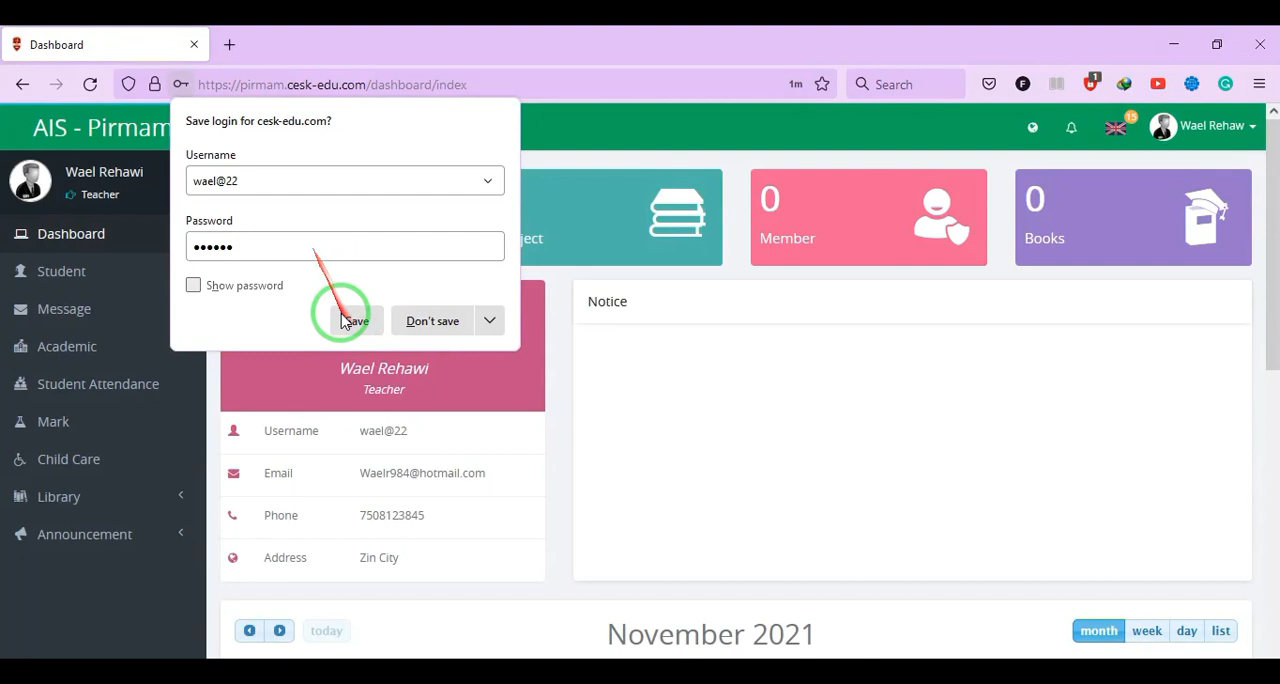 Dashboard
https://pirmam.cesk-edu.com/dashboard/index
1m
Search
1
AIS - Pirmam
15
Wael Rehaw
Save login for cesk-edu.com?
Username
wael@22
Password
••••••
Show password
Save
Don't save
Wael Rehawi
Teacher
Dashboard
Student
Message
Academic
Student Attendance
Mark
Child Care
Library
Announcement
ject
0
Member
0
Books
Wael Rehawi
Teacher
Username wael@22
Email Waelr984@hotmail.com
Phone 7508123845
Address Zin City
Notice
today
November 2021
month week day list